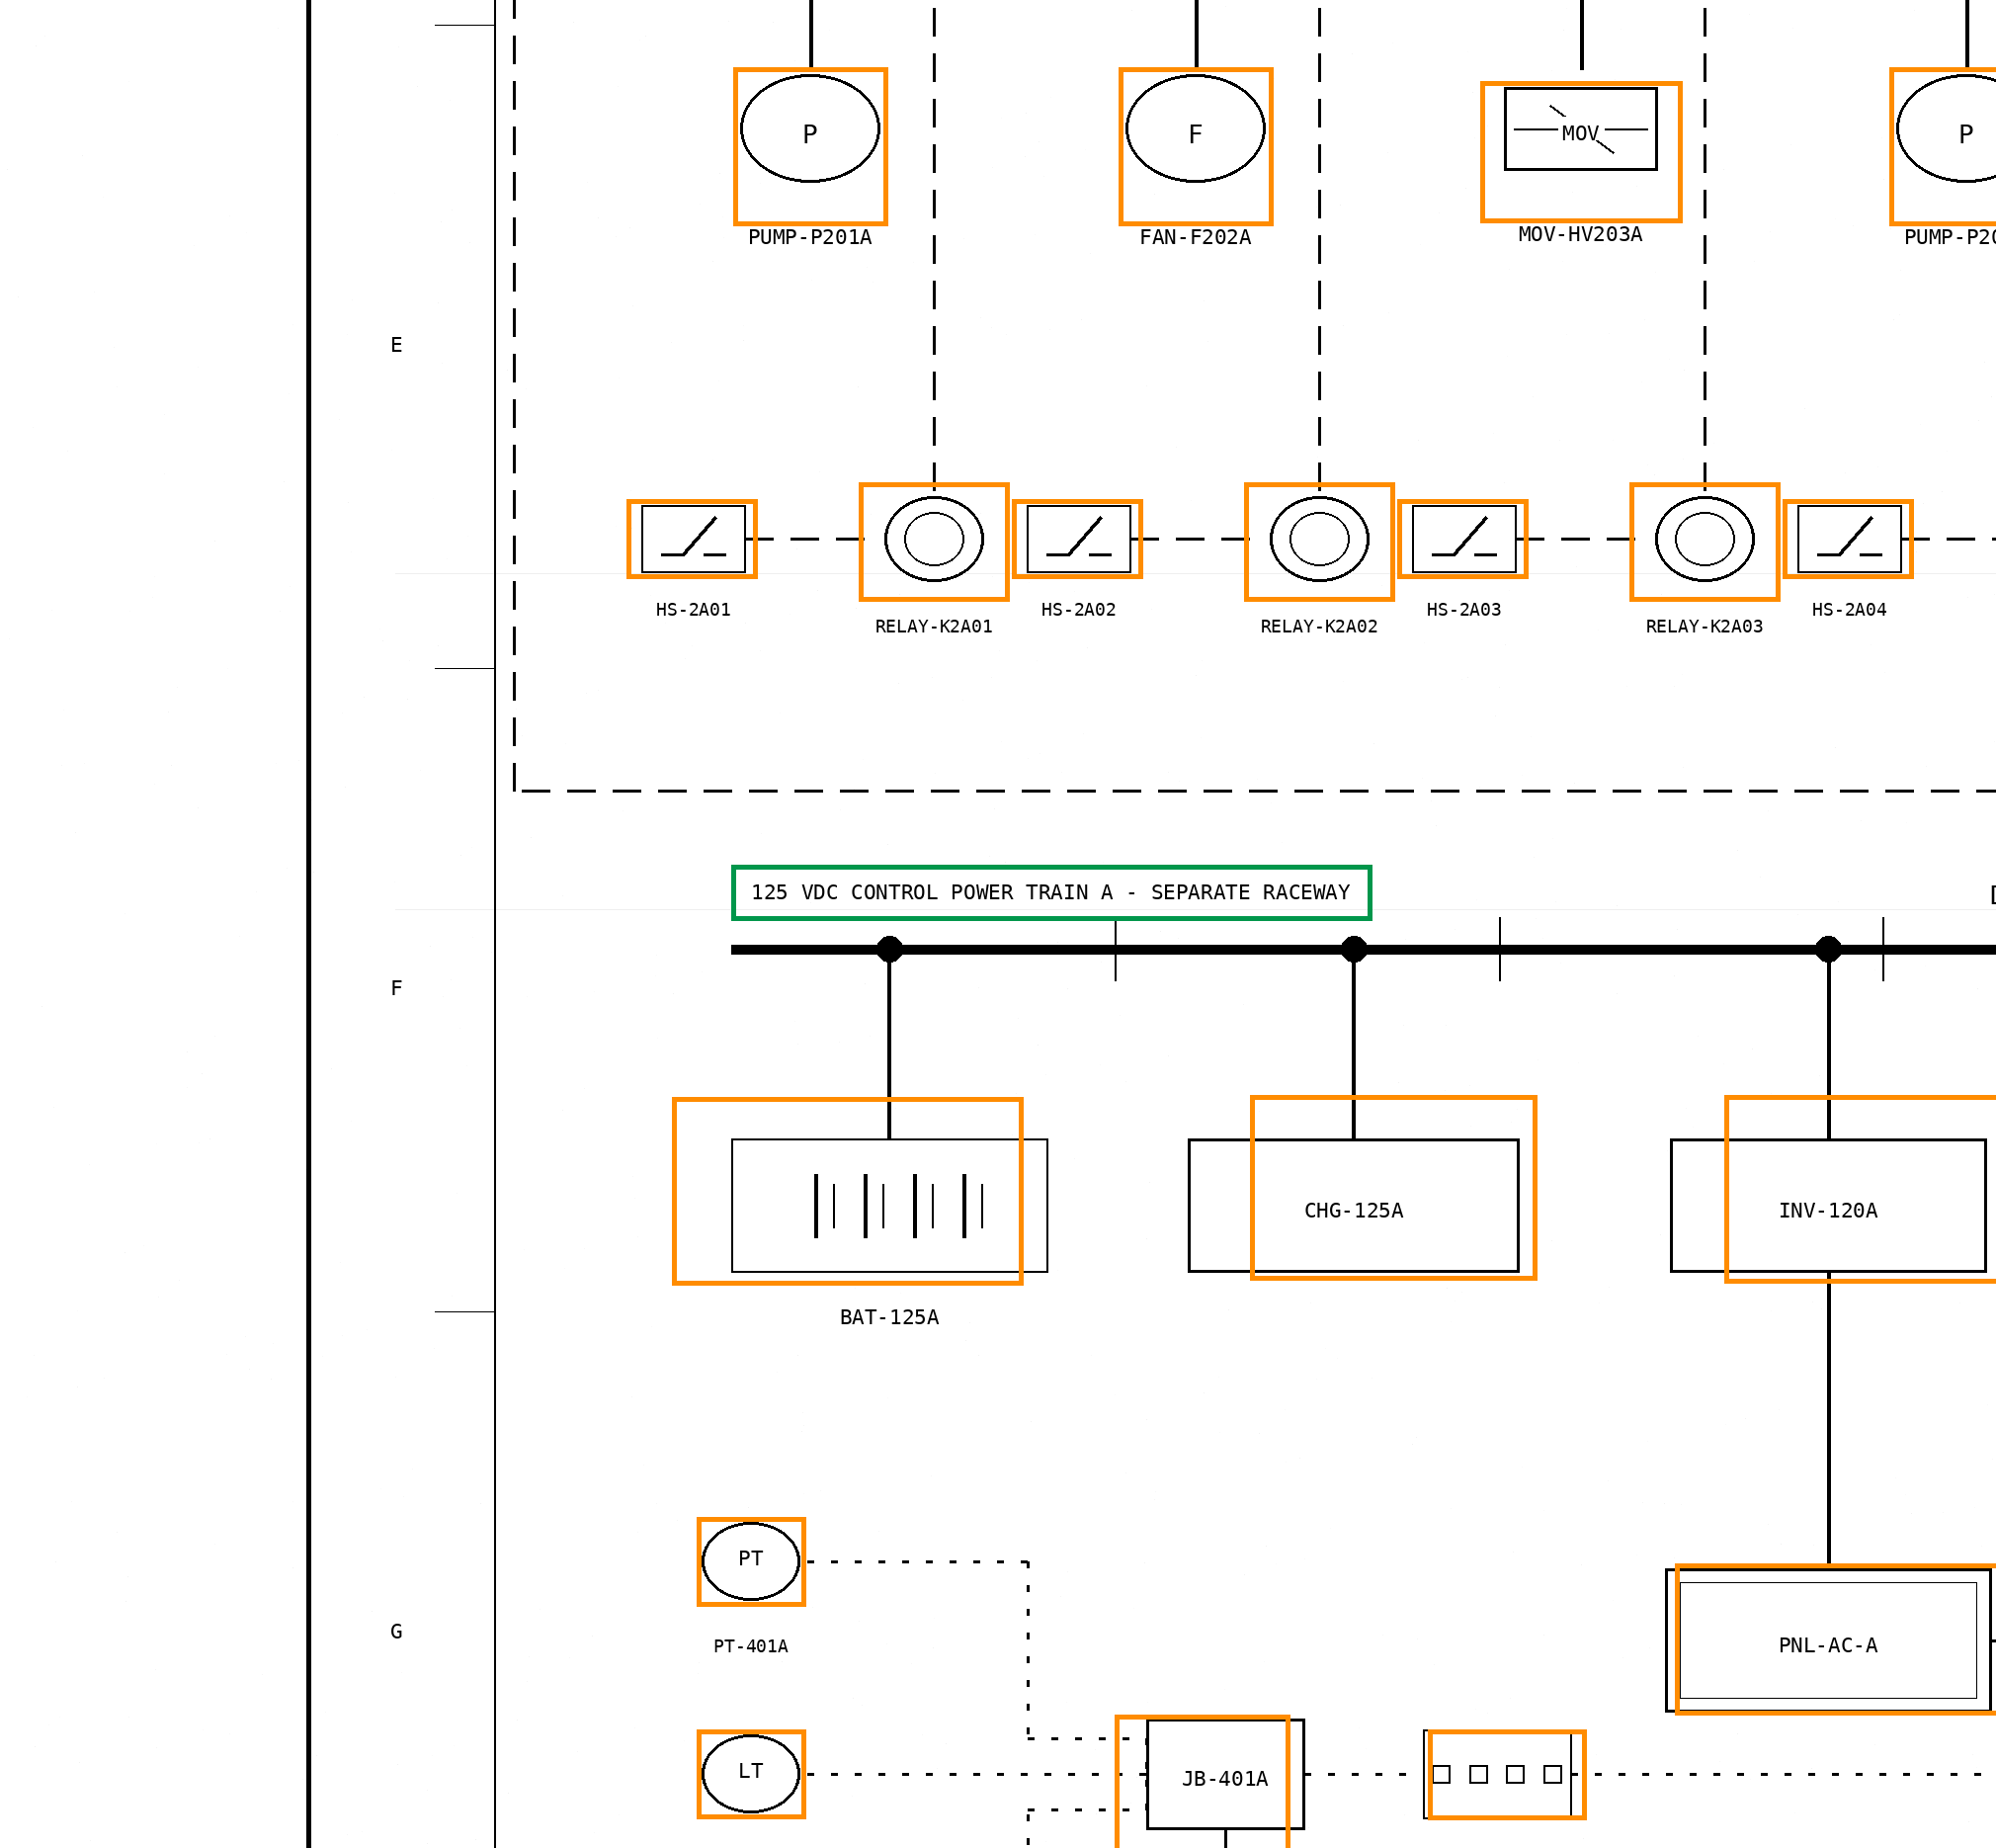 P
F
MOV
P
PUMP-P201A
FAN-F202A
MOV-HV203A
PUMP-P20
E
HS-2A01
RELAY-K2A01
HS-2A02
RELAY-K2A02
HS-2A03
RELAY-K2A03
HS-2A04
125 VDC CONTROL POWER TRAIN A - SEPARATE RACEWAY
F
CHG-125A
INV-120A
BAT-125A
PT
G
PT-401A
PNL-AC-A
LT
JB-401A